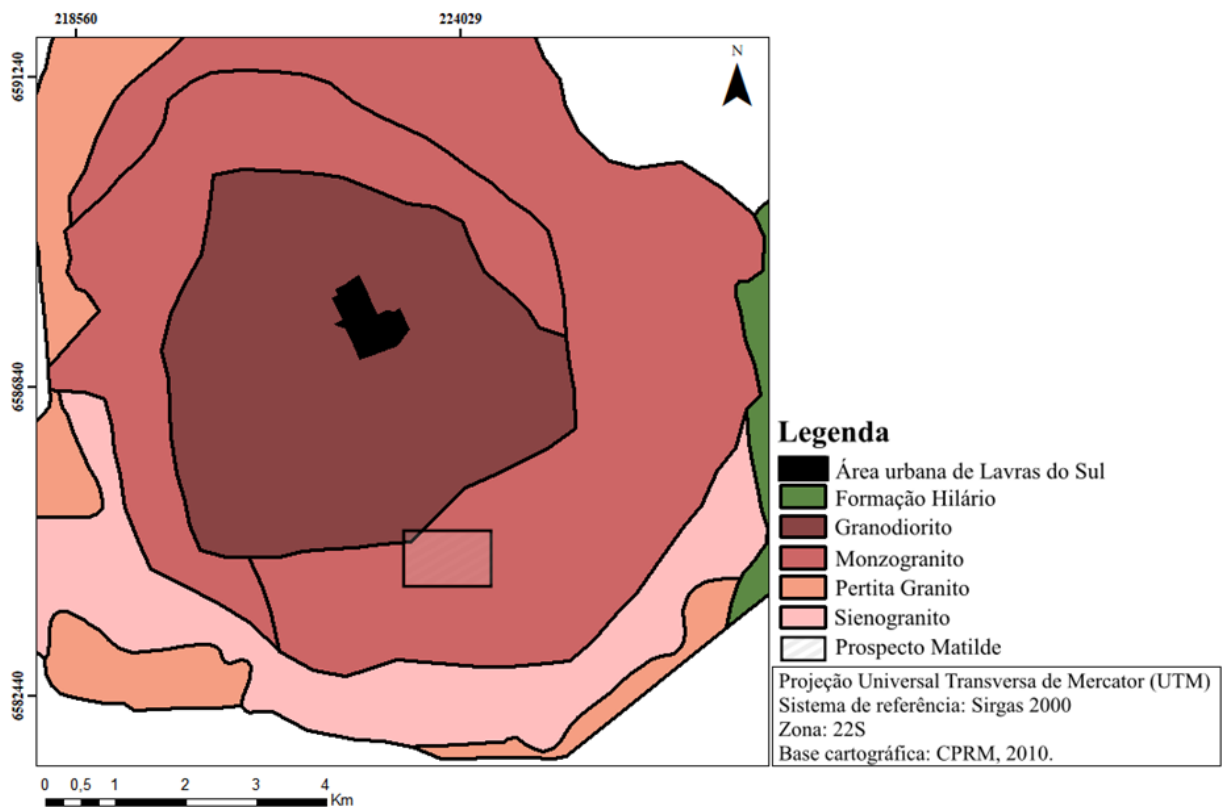 218560
224029
6591240
N
6586840
6582440
Legenda
Área urbana de Lavras do Sul
Formação Hilário
Granodiorito
Monzogranito
Pertita Granito
Sienogranito
Prospecto Matilde
Projeção Universal Transversa de Mercator (UTM)
Sistema de referência: Sirgas 2000
Zona: 22S
Base cartográfica: CPRM, 2010.
0 0,5 1 2 3 4
Km